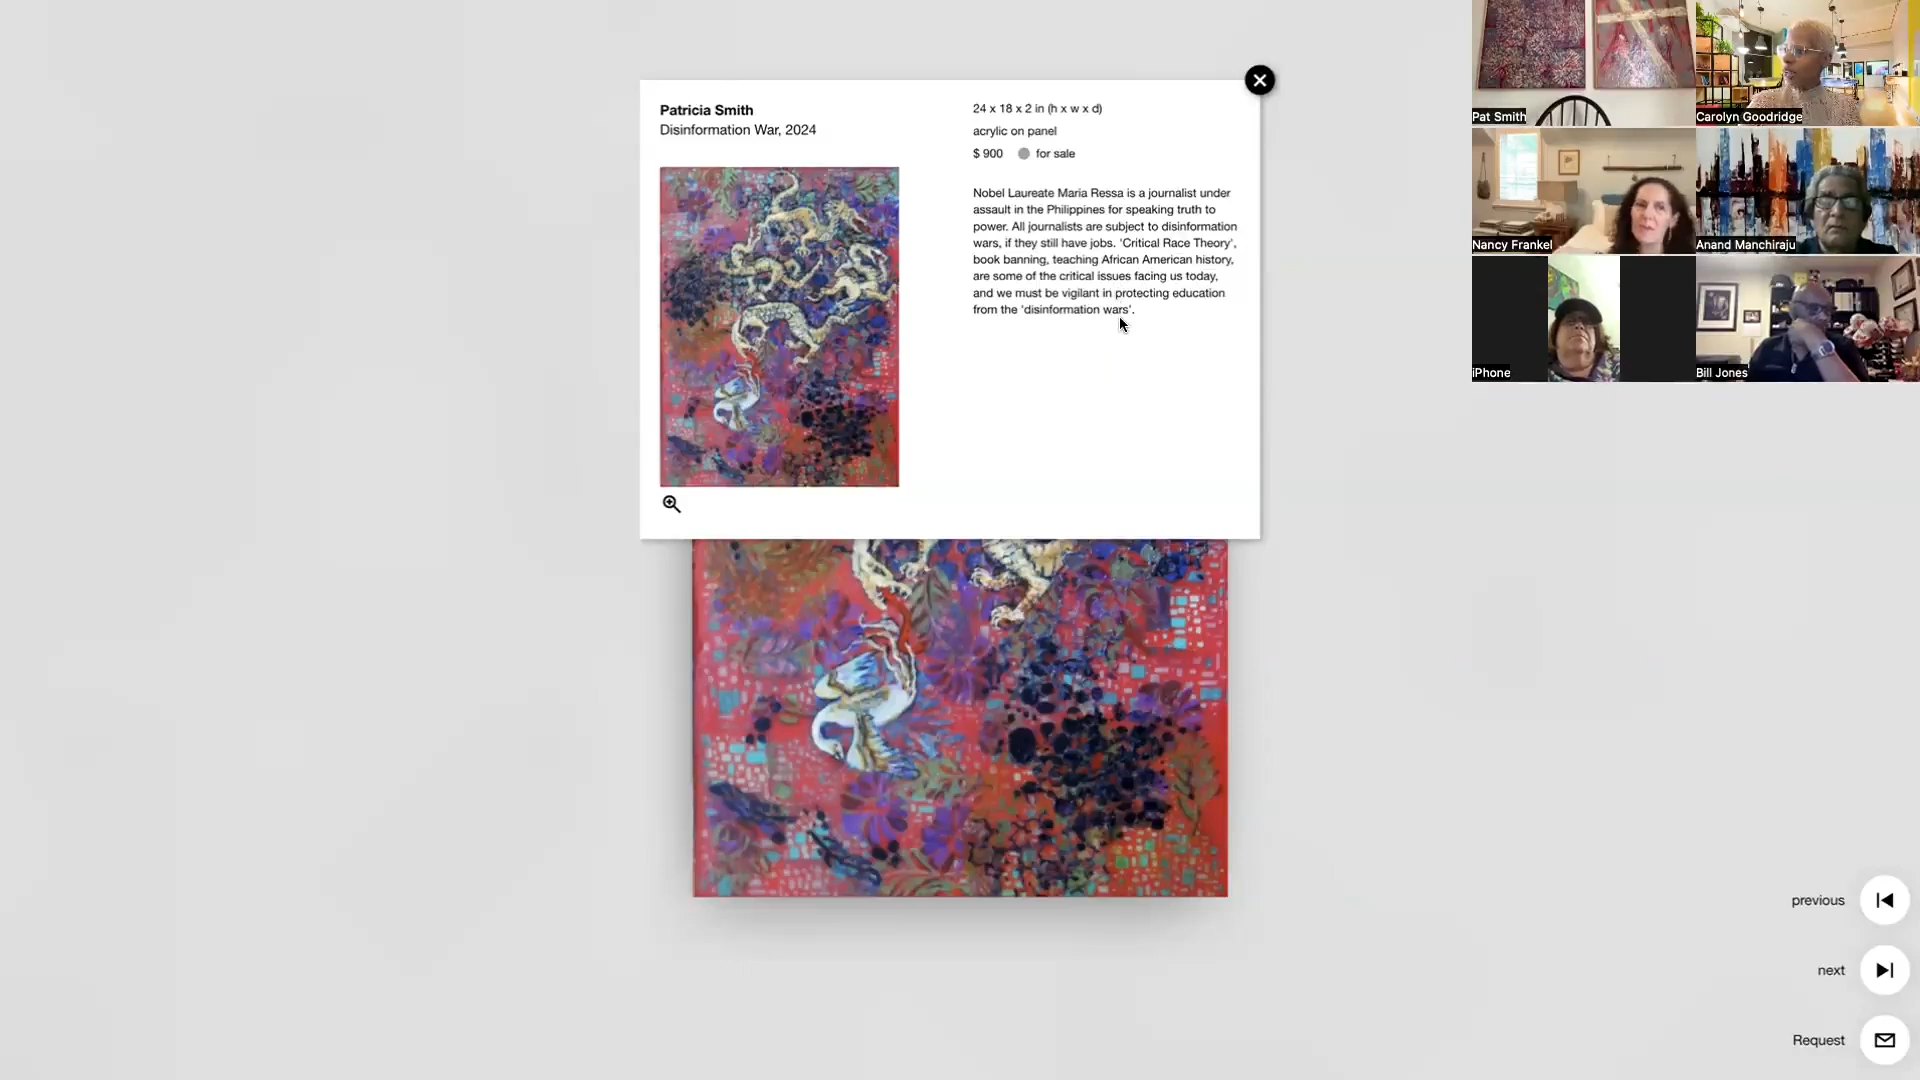 Patricia Smith
Disinformation War, 2024
24 x 18 x 2 in (h x w x d)
acrylic on panel
$ 900 for sale
Nobel Laureate Maria Ressa is a journalist under
assault in the Philippines for speaking truth to
power. All journalists are subject to disinformation
wars, if they still have jobs. 'Critical Race Theory',
book banning, teaching African American history,
are some of the critical issues facing us today,
and we must be vigilant in protecting education
from the 'disinformation wars'.
Pat Smith
Carolyn Goodridge
Nancy Frankel
Anand Manchiraju
iPhone
Bill Jones
previous
next
Request